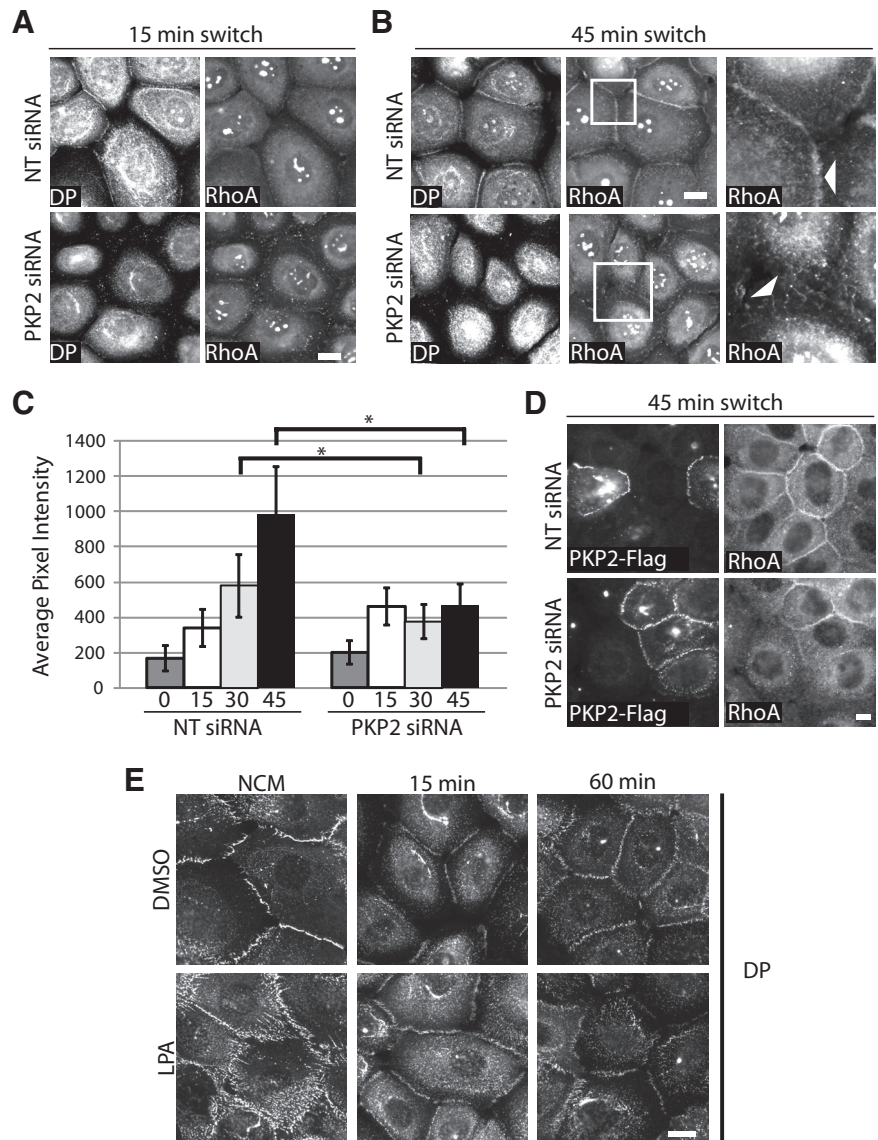 A
15 min switch
NT siRNA
DP
RhoA
PKP2 siRNA
DP
RhoA
B
45 min switch
NT siRNA
DP
RhoA
RhoA
PKP2 siRNA
DP
RhoA
RhoA
C
Average Pixel Intensity
1400
1200
1000
800
600
400
200
0
*
*
0 15 30 45 0 15 30 45
NT siRNA PKP2 siRNA
D
45 min switch
NT siRNA
PKP2-Flag
RhoA
PKP2 siRNA
PKP2-Flag
RhoA
E
NCM 15 min 60 min
DMSO
LPA
DP